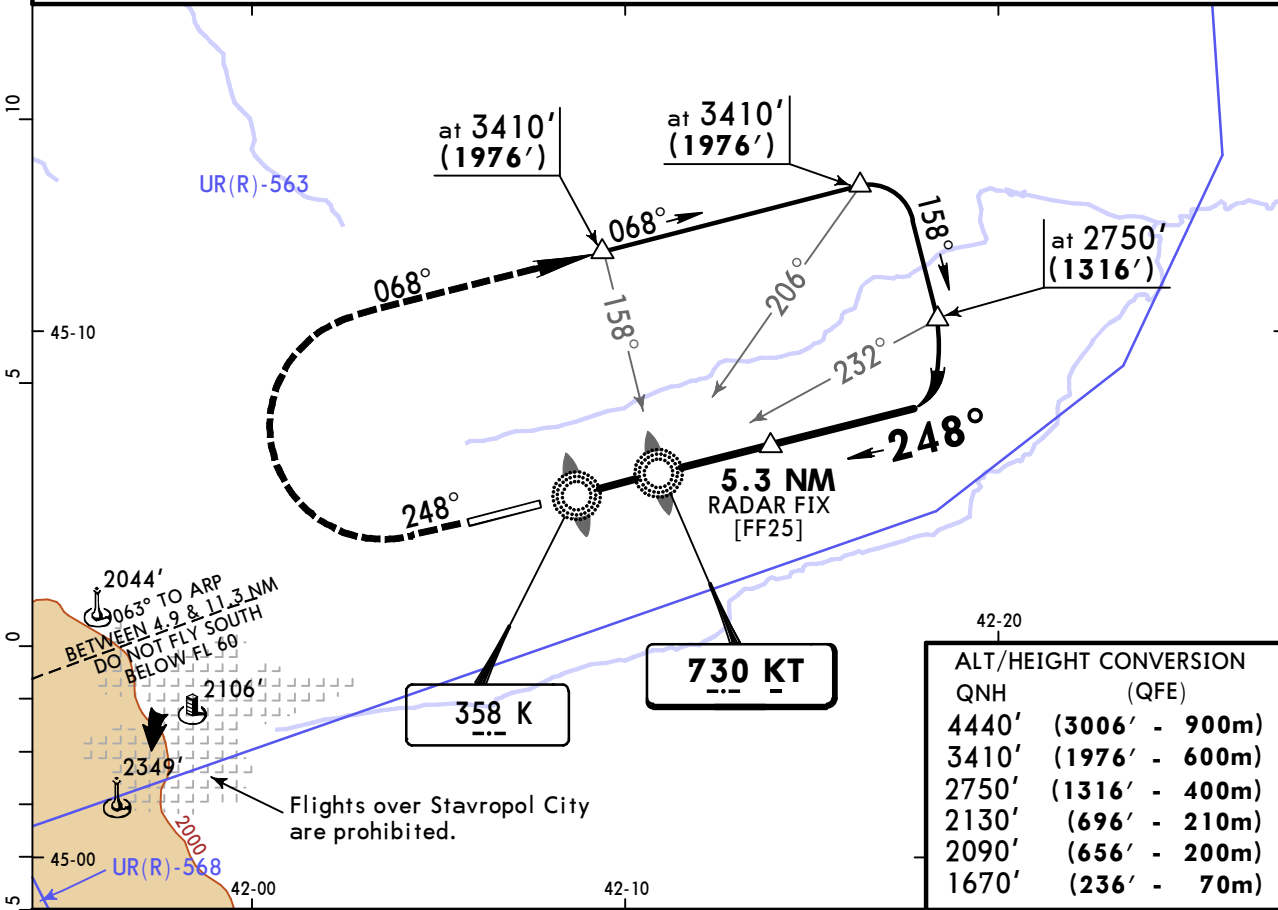 10
5
0
5
45-10
45-00
42-00
42-10
42-20
UR(R)-563
at 3410′
(1976′)
at 3410′
(1976′)
at 2750′
(1316′)
068°
068°
158°
158°
206°
232°
248°
248°
5.3 NM
RADAR FIX
[FF25]
2044′
063° TO ARP
BETWEEN 4.9 & 11.3 NM
DO NOT FLY SOUTH
BELOW FL 60
2106′
2349′
2000
Flights over Stavropol City
are prohibited.
UR(R)-568
358 K
730 KT
ALT/HEIGHT CONVERSION
QNH (QFE)
4440′ (3006′ - 900m)
3410′ (1976′ - 600m)
2750′ (1316′ - 400m)
2130′ (696′ - 210m)
2090′ (656′ - 200m)
1670′ (236′ - 70m)